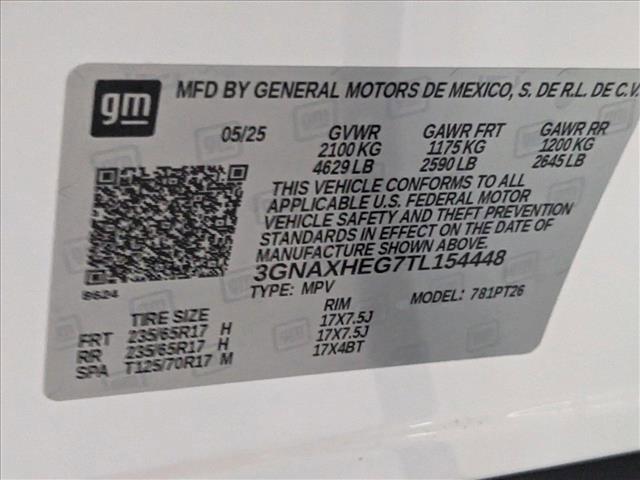 gm
MFD BY GENERAL MOTORS DE MEXICO, S. DE R.L. DE C.V.
05/25 GVWR GAWR FRT GAWR RR
2100 KG 1175 KG 1200 KG
4629 LB 2590 LB 2645 LB
THIS VEHICLE CONFORMS TO ALL
APPLICABLE U.S. FEDERAL MOTOR
VEHICLE SAFETY AND THEFT PREVENTION
STANDARDS IN EFFECT ON THE DATE OF
MANUFACTURE SHOWN ABOVE.
3GNAXHEG7TL154448
8624
TYPE: MPV MODEL: 781PT26
TIRE SIZE RIM
FRT 235/65R17 H 17X7.5J
RR 235/65R17 H 17X7.5J
SPA T125/70R17 M 17X4BT